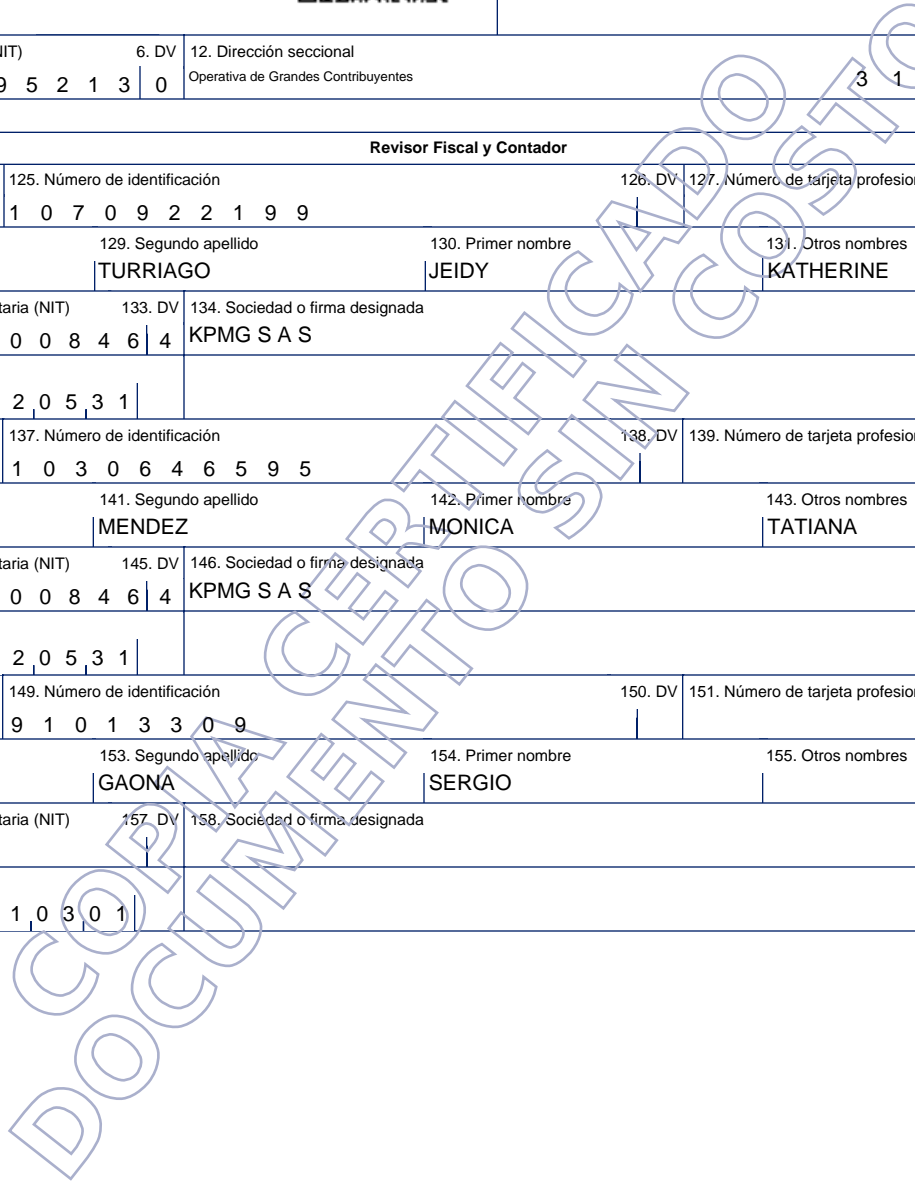 IT) 6. DV 12. Dirección seccional
9 5 2 1 3 0 Operativa de Grandes Contribuyentes 3 1
Revisor Fiscal y Contador
125. Número de identificación 126. DV 127. Número de tarjeta profesion
1 0 7 0 9 2 2 1 9 9
129. Segundo apellido 130. Primer nombre 131. Otros nombres
TURRIAGO JEIDY KATHERINE
taria (NIT) 133. DV 134. Sociedad o firma designada
0 0 8 4 6 4 KPMG S A S
2 0 5 3 1
137. Número de identificación 138. DV 139. Número de tarjeta profesion
1 0 3 0 6 4 6 5 9 5
141. Segundo apellido 142. Primer nombre 143. Otros nombres
MENDEZ MONICA TATIANA
taria (NIT) 145. DV 146. Sociedad o firma designada
0 0 8 4 6 4 KPMG S A S
2 0 5 3 1
149. Número de identificación 150. DV 151. Número de tarjeta profesion
9 1 0 1 3 3 0 9
153. Segundo apellido 154. Primer nombre 155. Otros nombres
GAONA SERGIO
taria (NIT) 157. DV 158. Sociedad o firma designada
1 0 3 0 1
COPIA CERTIFICADO
DOCUMENTO SIN COSTO